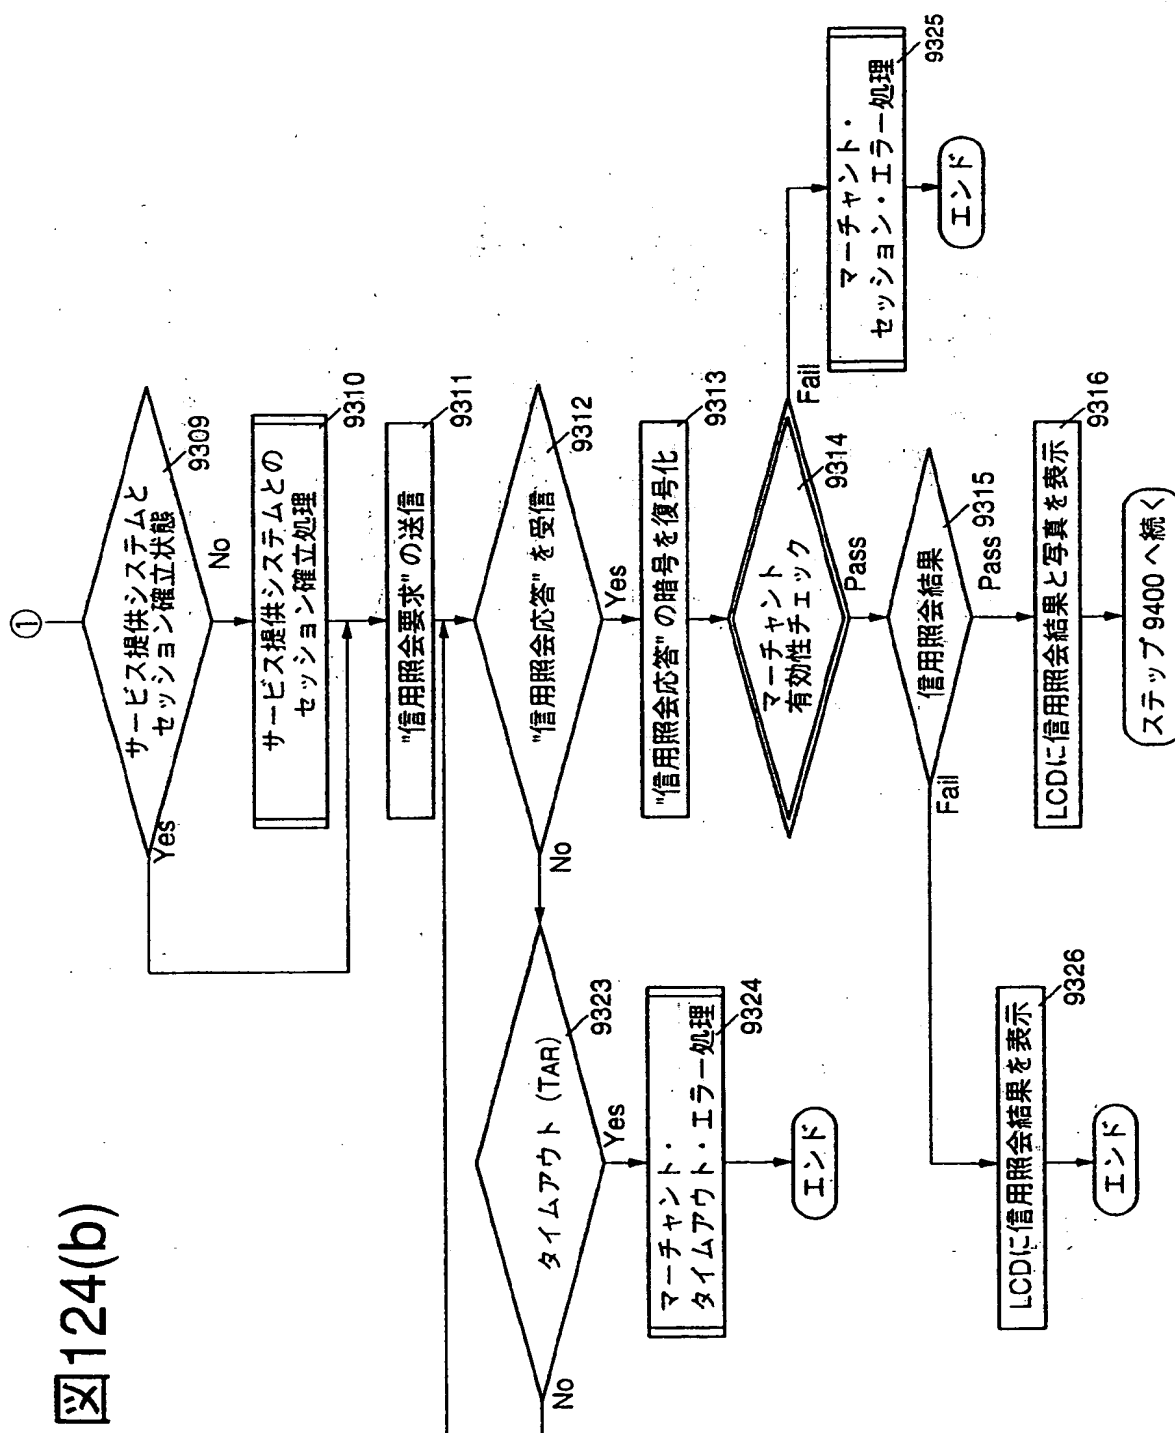 図124(b)
①
サービス提供システムと
セッション確立状態
9309
Yes
No
サービス提供システムとの
セッション確立処理
9310
"信用照会要求"の送信
9311
"信用照会応答"を受信
9312
No
Yes
タイムアウト (TAR)
9323
No
Yes
マーチャント・
タイムアウト・エラー処理
9324
エンド
"信用照会応答"の暗号を復号化
9313
マーチャント
有効性チェック
9314
Fail
Pass
マーチャント・
セッション・エラー処理
9325
エンド
信用照会結果
9315
Fail
Pass
LCDに信用照会結果を表示
9326
エンド
LCDに信用照会結果と写真を表示
9316
ステップ 9400 へ続く